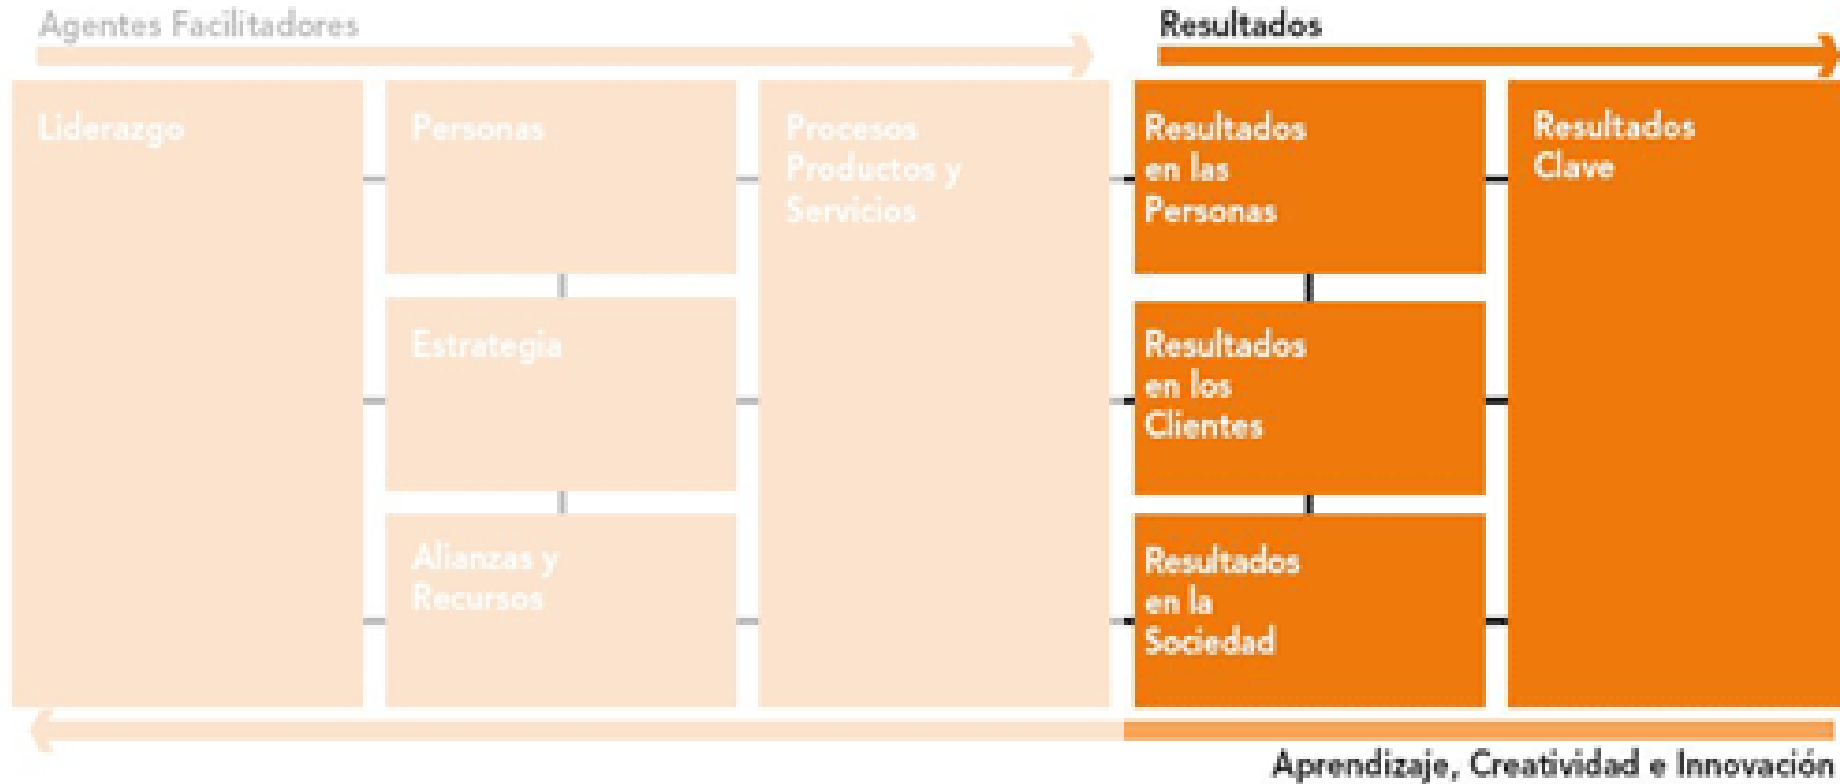 Agentes Facilitadores
Resultados
Liderazgo
Personas
Procesos
Productos y
Servicios
Resultados
en las
Personas
Resultados
Clave
Estrategia
Resultados
en los
Clientes
Alianzas y
Recursos
Resultados
en la
Sociedad
Aprendizaje, Creatividad e Innovación